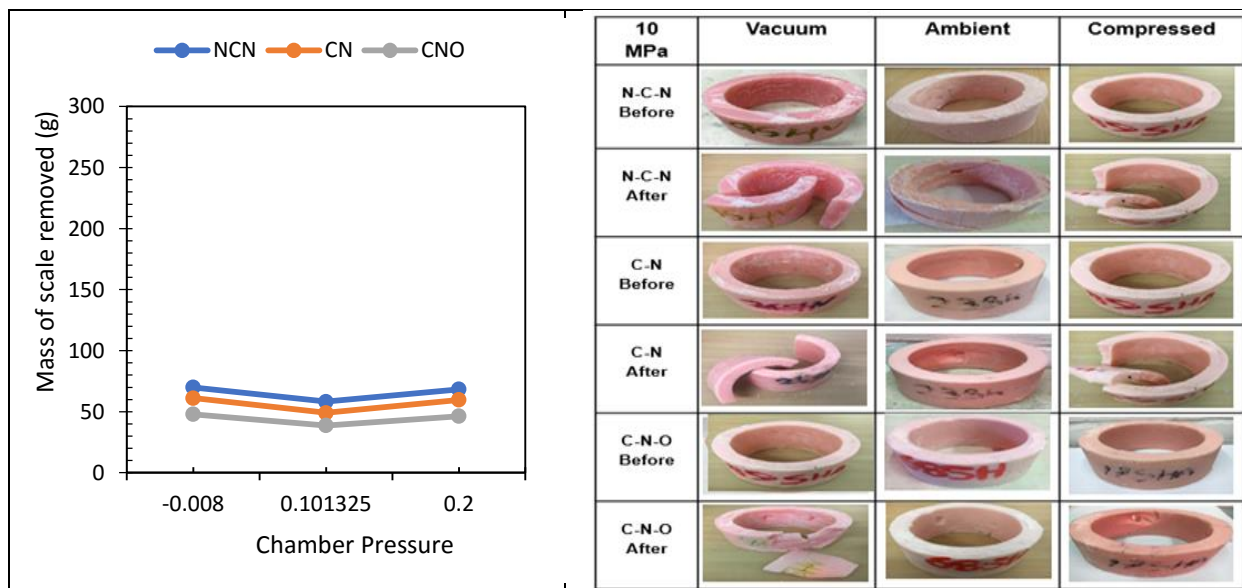 NCN CN CNO
Mass of scale removed (g)
300
250
200
150
100
50
0
-0.008 0.101325 0.2
Chamber Pressure
10 MPa Vacuum Ambient Compressed
N-C-N Before
N-C-N After
C-N Before
C-N After
C-N-O Before
C-N-O After